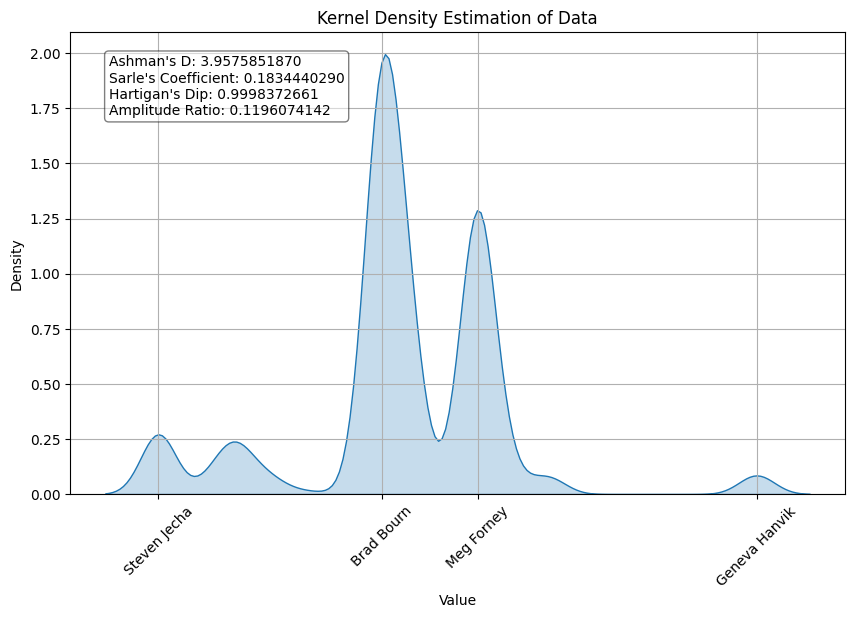 Kernel Density Estimation of Data
Ashman's D: 3.9575851870
Sarle's Coefficient: 0.1834440290
Hartigan's Dip: 0.9998372661
Amplitude Ratio: 0.1196074142
2.00
1.75
1.50
1.25
1.00
0.75
0.50
0.25
0.00
Density
Steven Jecha
Brad Bourn
Meg Forney
Geneva Hanvik
Value